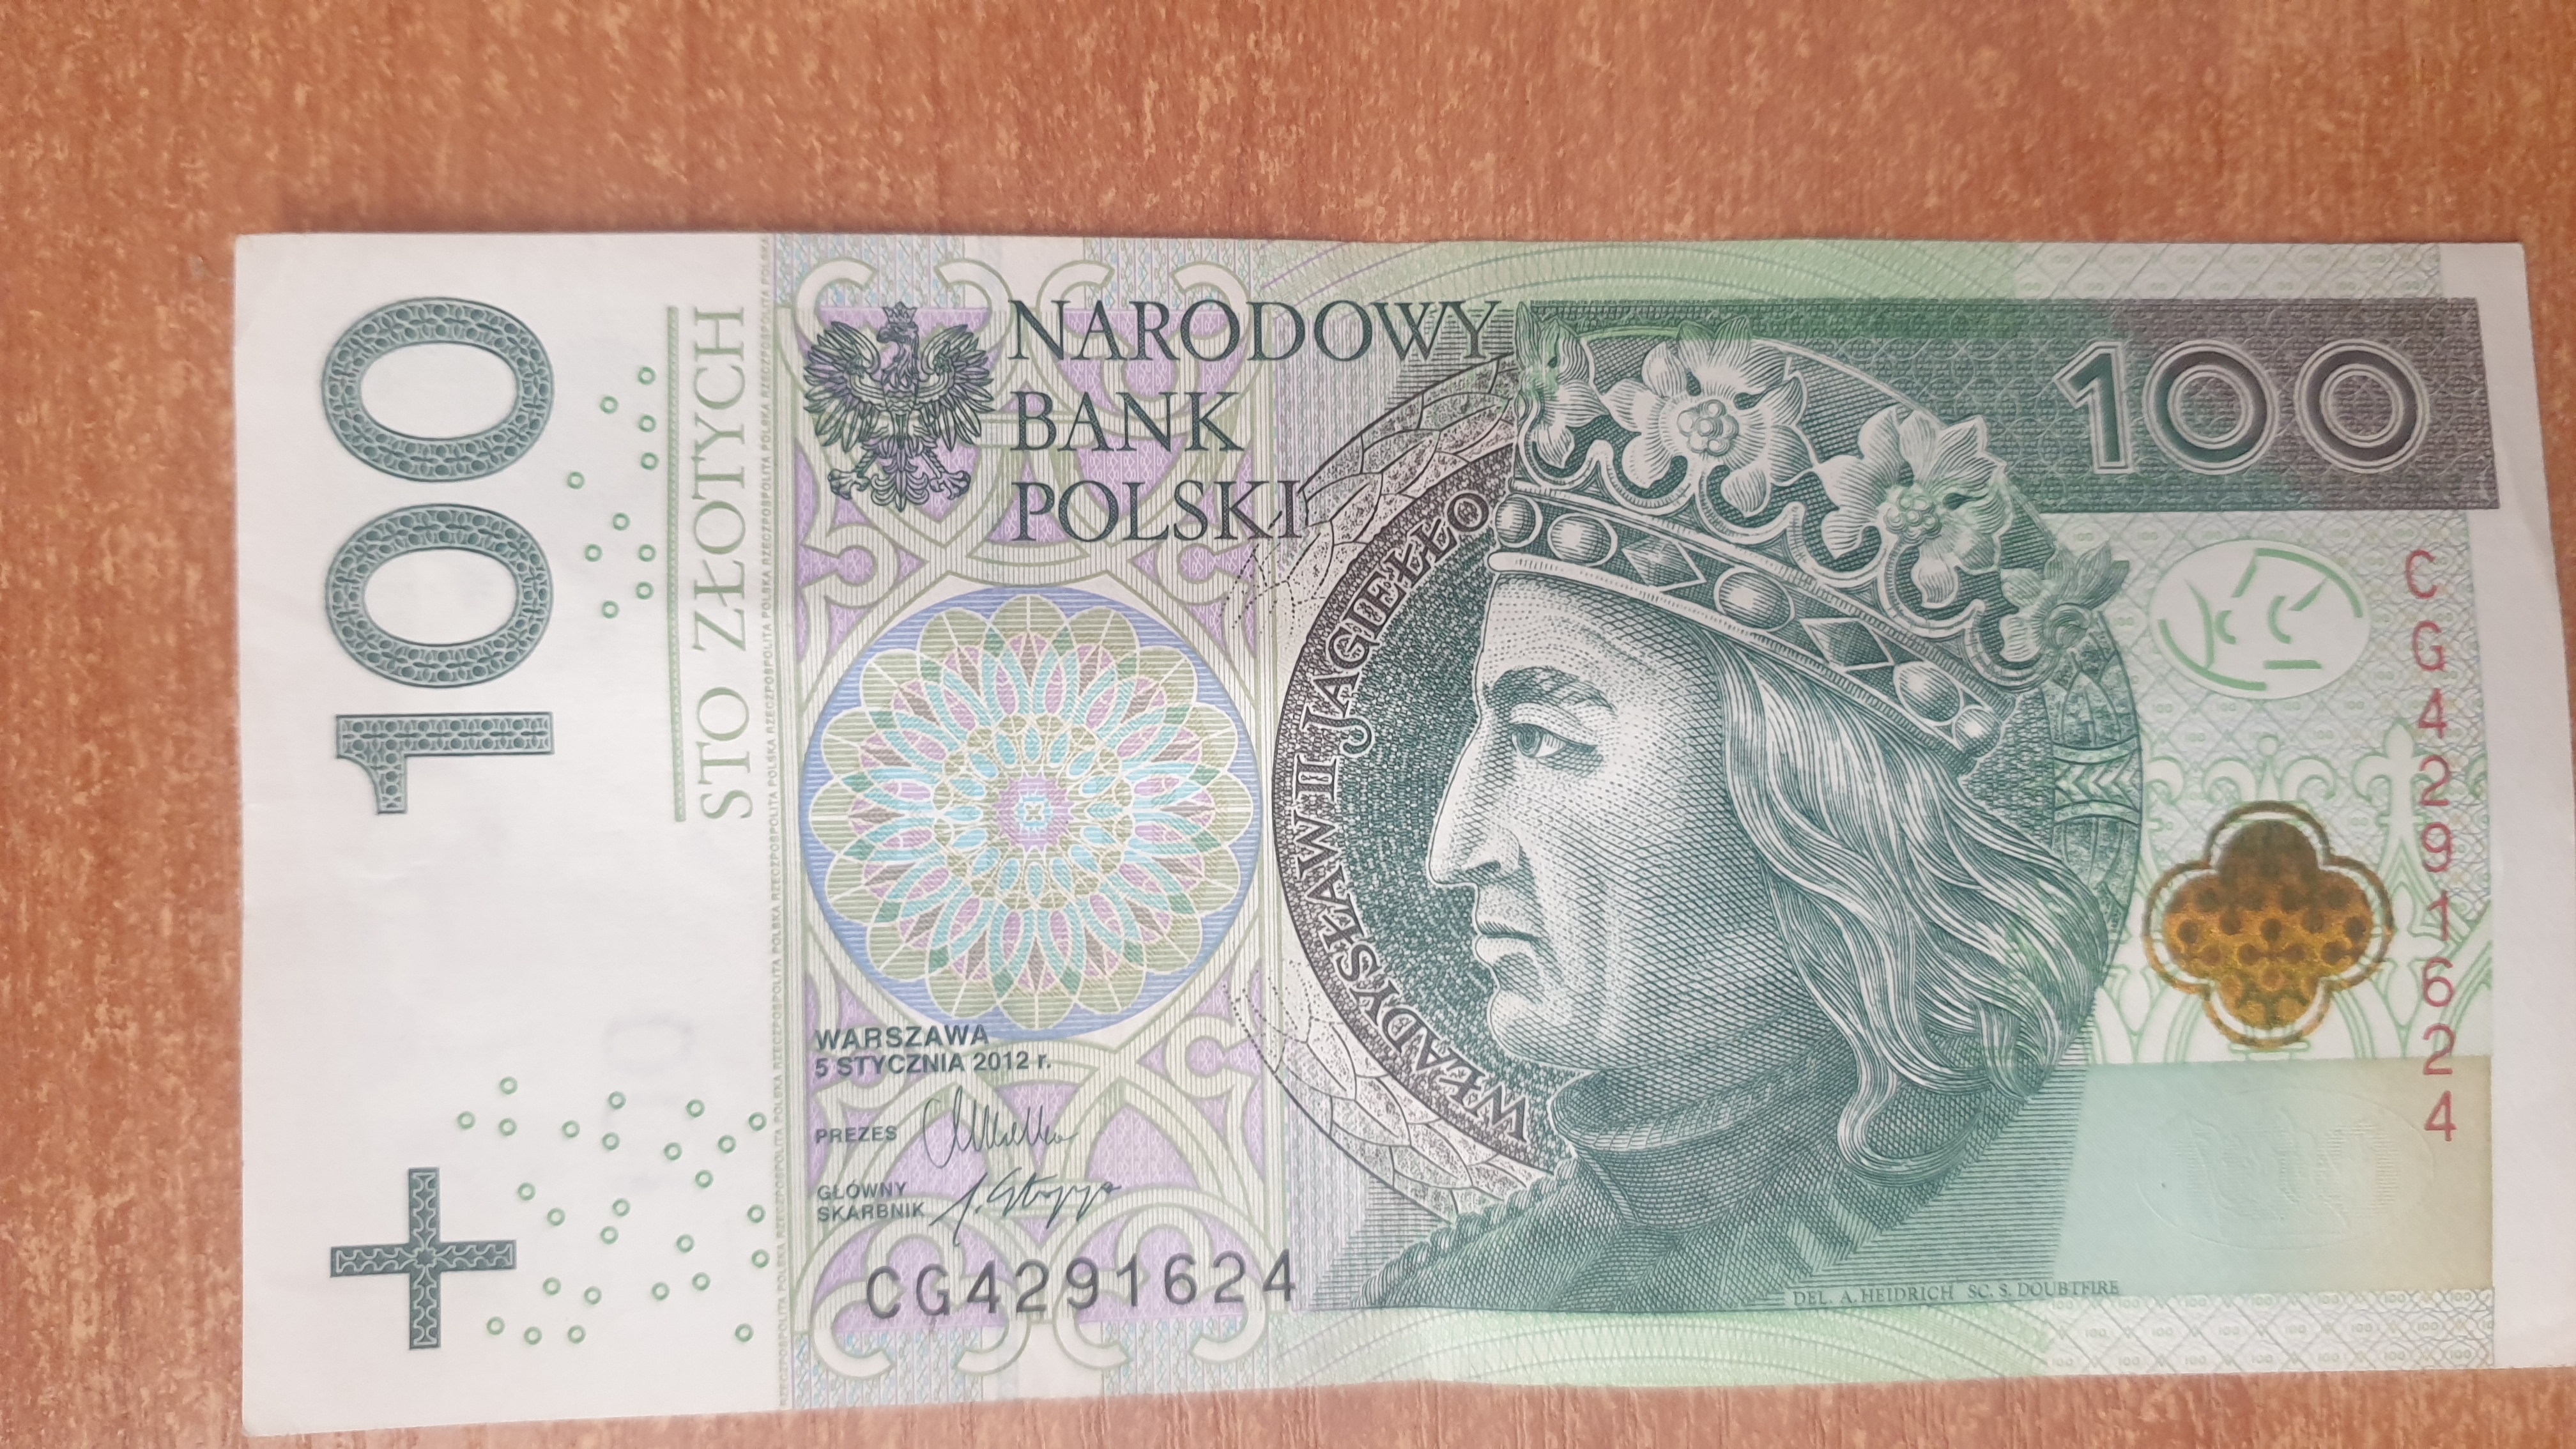 100
STO ZŁOTYCH
NARODOWY
BANK
POLSKI
WŁADYSŁAW II JAGIEŁŁO
100
CG4291624
WARSZAWA
5 STYCZNIA 2012 r.
PREZES
GŁÓWNY
SKARBNIK
CG4291624
DEL. A. HEIDRICH SC. S. DOUBTFIRE